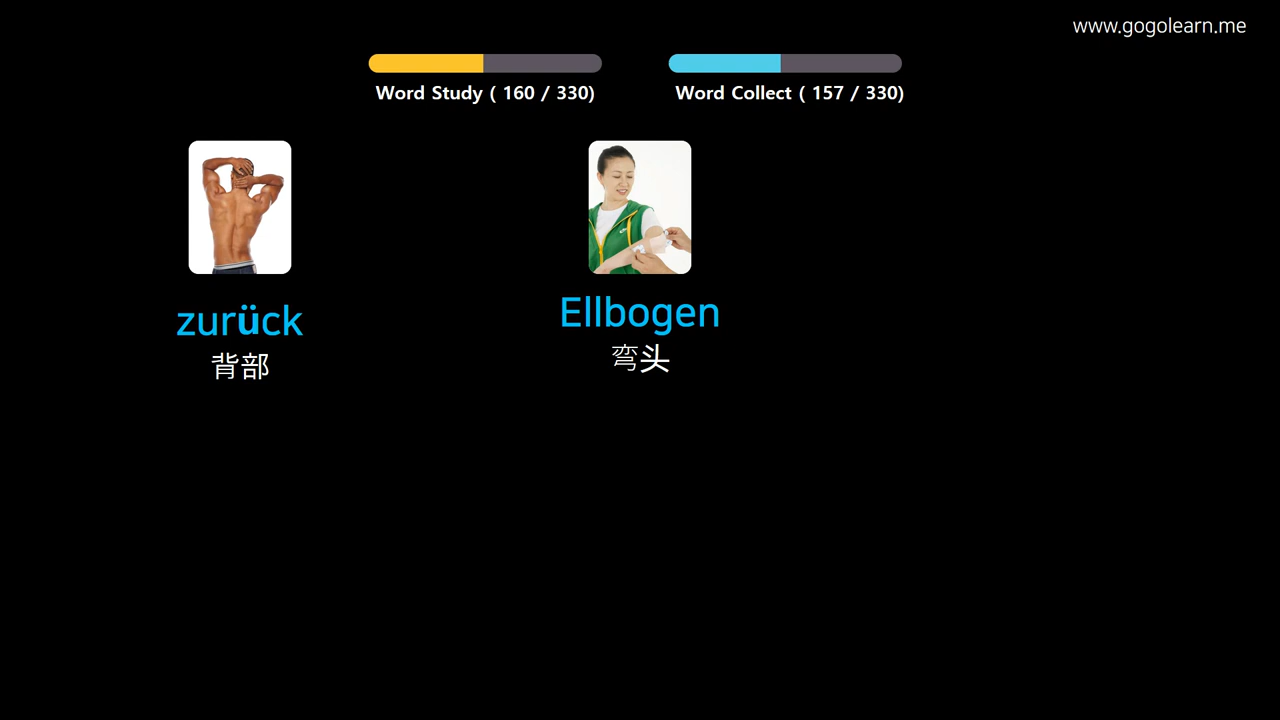 www.gogolearn.me
Word Study ( 160 / 330)
Word Collect ( 157 / 330)
zurück
背部
Ellbogen
弯头